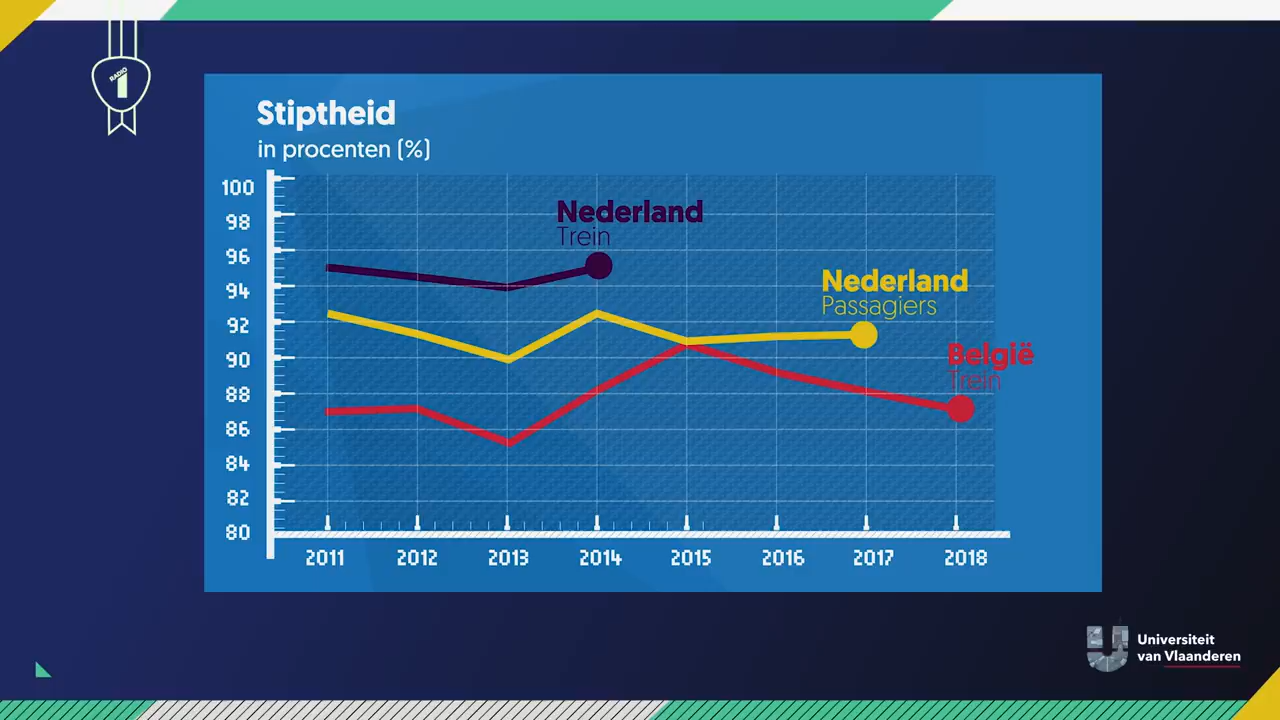 RADIO
1
Stiptheid
in procenten (%)
100
98
96
94
92
90
88
86
84
82
80
Nederland
Trein
Nederland
Passagiers
België
Trein
2011 2012 2013 2014 2015 2016 2017 2018
Universiteit
van Vlaanderen